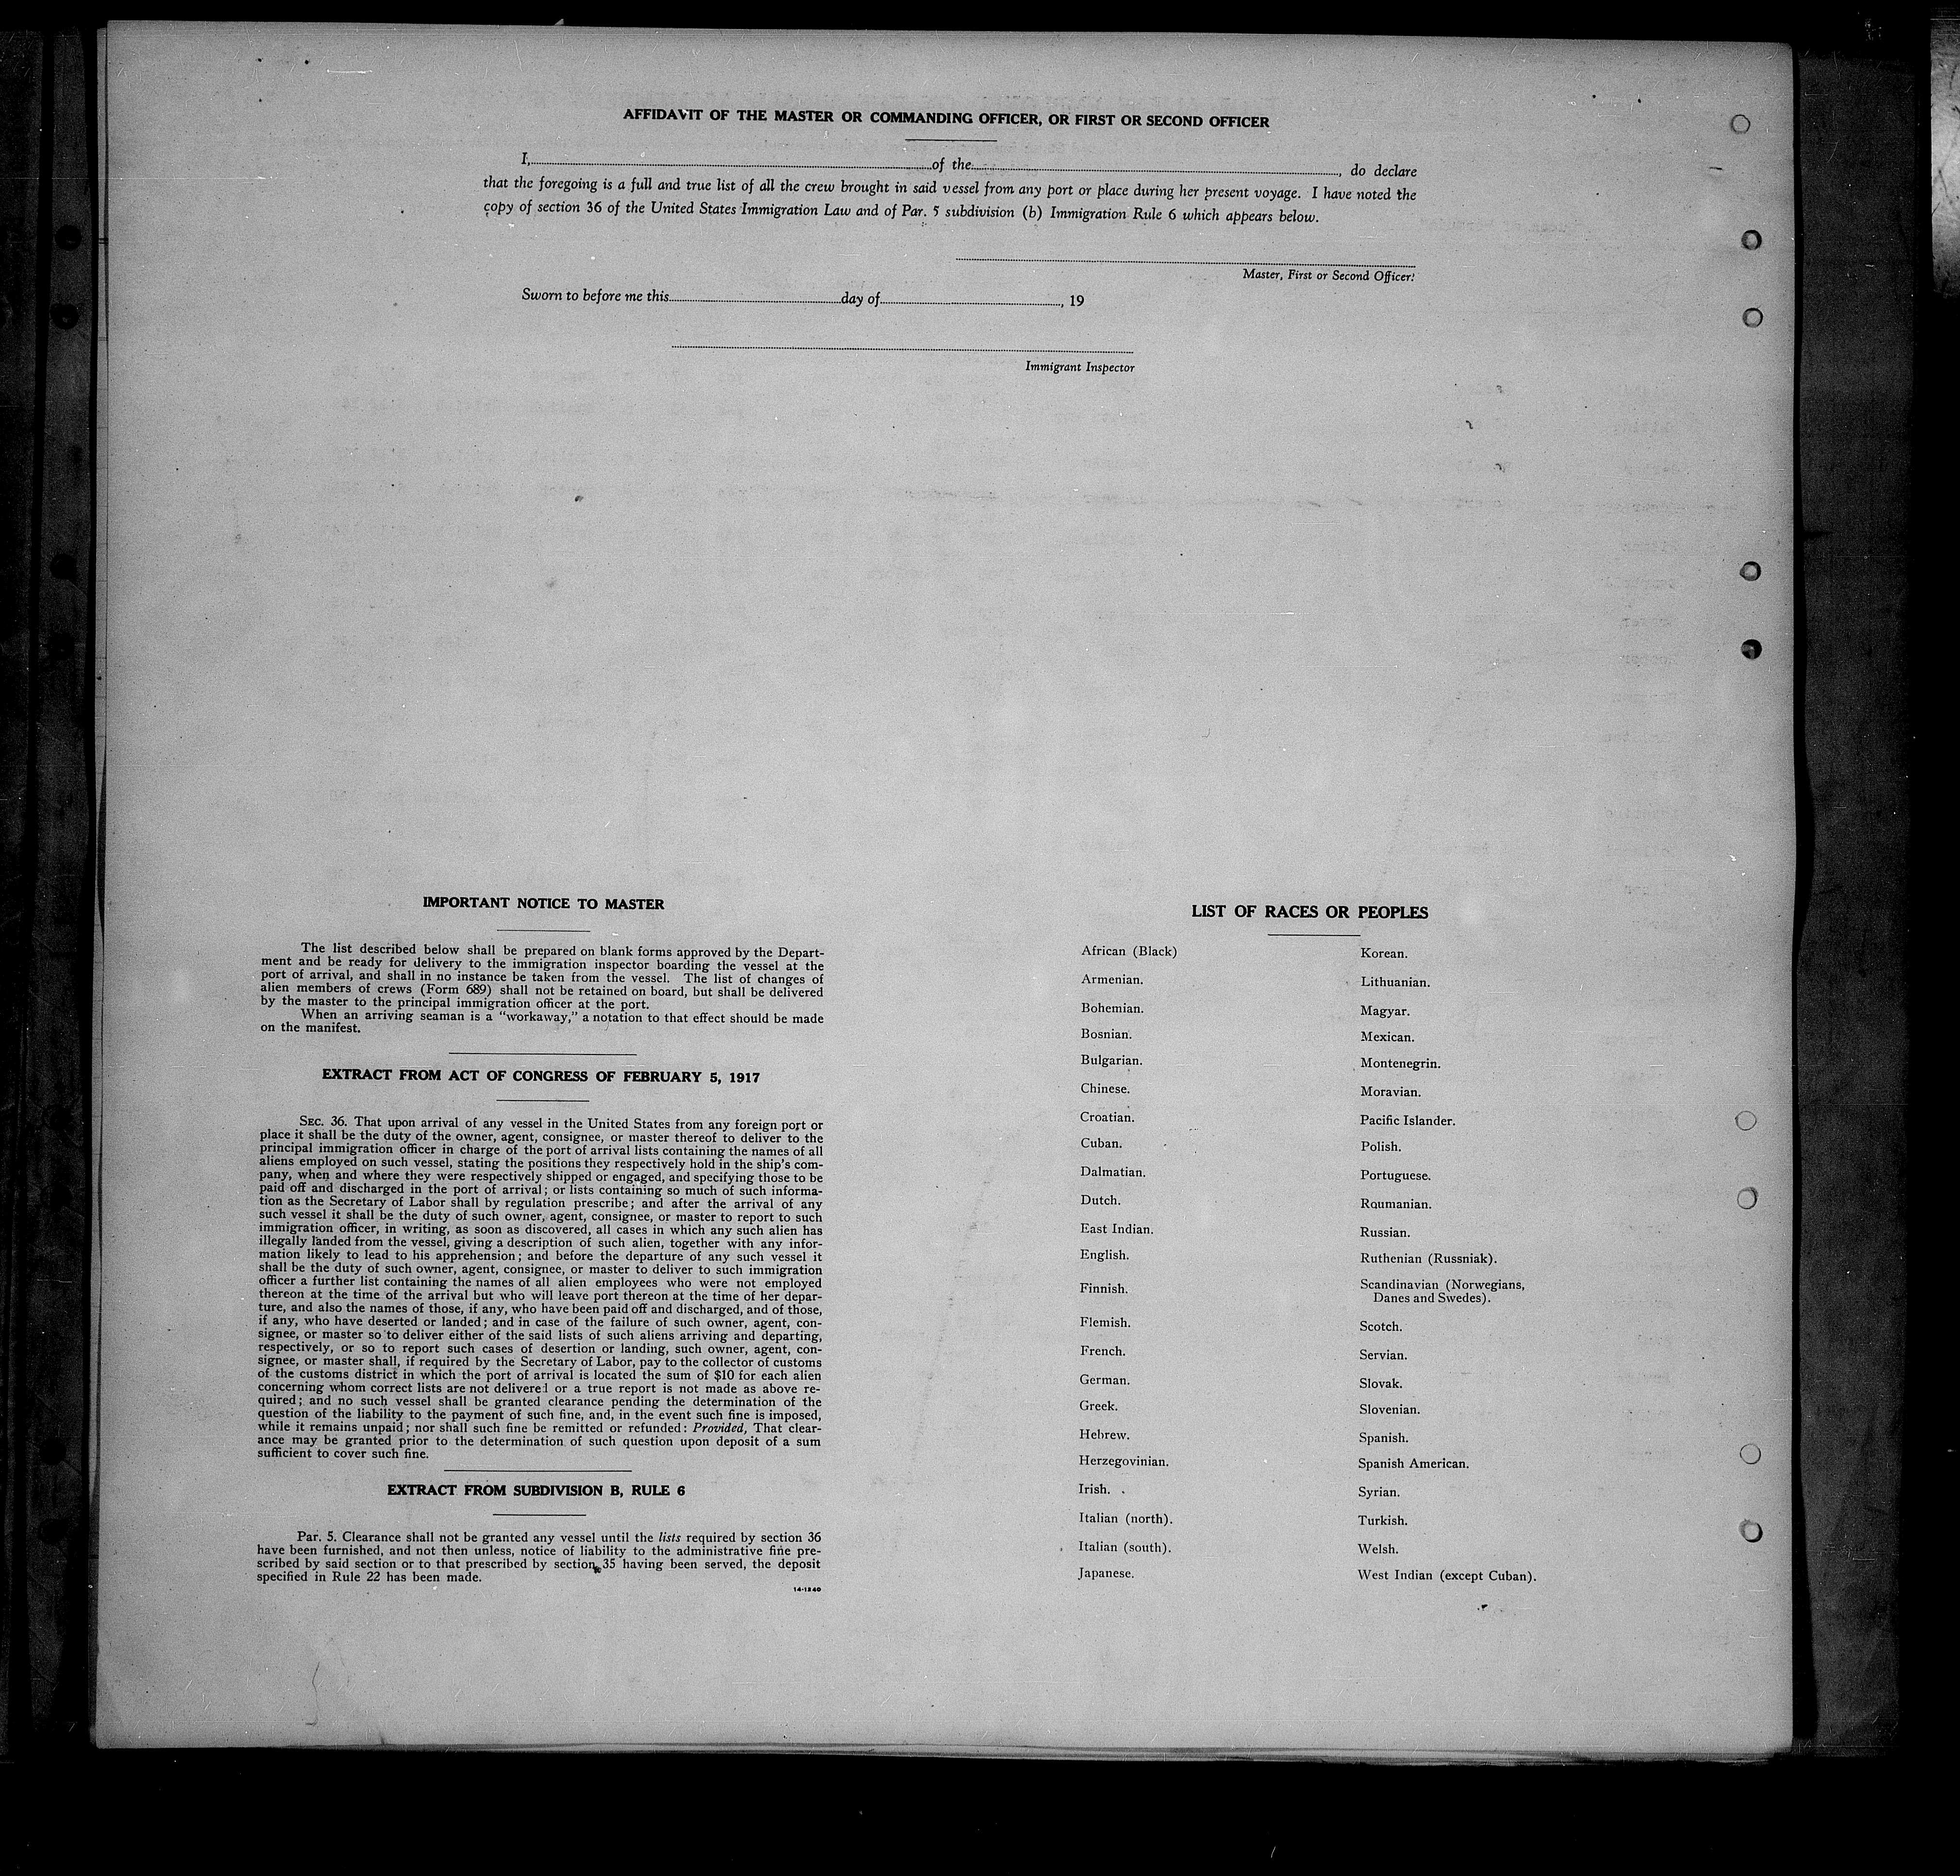 AFFIDAVIT OF THE MASTER OR COMMANDING OFFICER, OR FIRST OR SECOND OFFICER
I, of the , do declare
that the foregoing is a full and true list of all the crew brought in said vessel from any port or place during her present voyage. I have noted the
copy of section 36 of the United States Immigration Law and of Par. 5 subdivision (b) Immigration Rule 6 which appears below.
Master, First or Second Officer.
Sworn to before me this day of , 19
Immigrant Inspector
IMPORTANT NOTICE TO MASTER
The list described below shall be prepared on blank forms approved by the Depart-
ment and be ready for delivery to the immigration inspector boarding the vessel at the
port of arrival, and shall in no instance be taken from the vessel. The list of changes of
alien members of crews (Form 689) shall not be retained on board, but shall be delivered
by the master to the principal immigration officer at the port.
When an arriving seaman is a "workaway," a notation to that effect should be made
on the manifest.
EXTRACT FROM ACT OF CONGRESS OF FEBRUARY 5, 1917
SEC. 36. That upon arrival of any vessel in the United States from any foreign port or
place it shall be the duty of the owner, agent, consignee, or master thereof to deliver to the
principal immigration officer in charge of the port of arrival lists containing the names of all
aliens employed on such vessel, stating the positions they respectively hold in the ship's com-
pany, when and where they were respectively shipped or engaged, and specifying those to be
paid off and discharged in the port of arrival; or lists containing so much of such informa-
tion as the Secretary of Labor shall by regulation prescribe; and after the arrival of any
such vessel it shall be the duty of such owner, agent, consignee, or master to report to such
immigration officer, in writing, as soon as discovered, all cases in which any such alien has
illegally landed from the vessel, giving a description of such alien, together with any infor-
mation likely to lead to his apprehension; and before the departure of any such vessel it
shall be the duty of such owner, agent, consignee, or master to deliver to such immigration
officer a further list containing the names of all alien employees who were not employed
thereon at the time of the arrival but who will leave port thereon at the time of her depar-
ture, and also the names of those, if any, who have been paid off and discharged, and of those,
if any, who have deserted or landed; and in case of the failure of such owner, agent, con-
signee, or master so to deliver either of the said lists of such aliens arriving and departing,
respectively, or so to report such cases of desertion or landing, such owner, agent, con-
signee, or master shall, if required by the Secretary of Labor, pay to the collector of customs
of the customs district in which the port of arrival is located the sum of $10 for each alien
concerning whom correct lists are not delivered or a true report is not made as above re-
quired; and no such vessel shall be granted clearance pending the determination of the
question of the liability to the payment of such fine, and, in the event such fine is imposed,
while it remains unpaid; nor shall such fine be remitted or refunded: Provided, That clear-
ance may be granted prior to the determination of such question upon deposit of a sum
sufficient to cover such fine.
EXTRACT FROM SUBDIVISION B, RULE 6
Par. 5. Clearance shall not be granted any vessel until the lists required by section 36
have been furnished, and not then unless, notice of liability to the administrative fine pre-
scribed by said section or to that prescribed by section 35 having been served, the deposit
specified in Rule 22 has been made.
14-1240
LIST OF RACES OR PEOPLES
African (Black)
Armenian.
Bohemian.
Bosnian.
Bulgarian.
Chinese.
Croatian.
Cuban.
Dalmatian.
Dutch.
East Indian.
English.
Finnish.
Flemish.
French.
German.
Greek.
Hebrew.
Herzegovinian.
Irish.
Italian (north).
Italian (south).
Japanese.
Korean.
Lithuanian.
Magyar.
Mexican.
Montenegrin.
Moravian.
Pacific Islander.
Polish.
Portuguese.
Roumanian.
Russian.
Ruthenian (Russniak).
Scandinavian (Norwegians,
Danes and Swedes).
Scotch.
Servian.
Slovak.
Slovenian.
Spanish.
Spanish American.
Syrian.
Turkish.
Welsh.
West Indian (except Cuban).